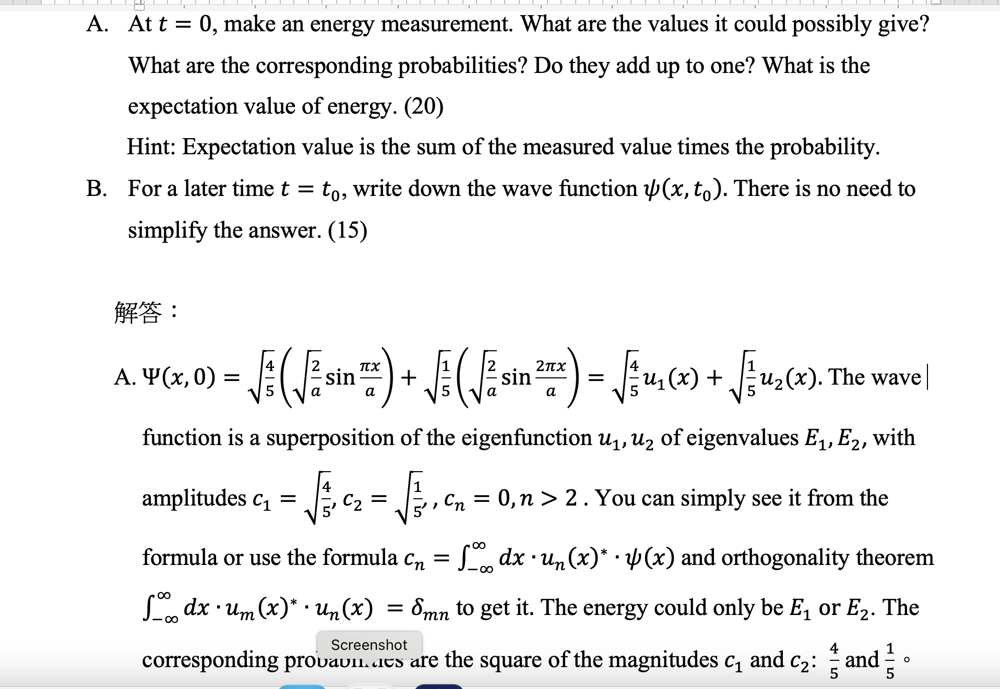 A. At t = 0, make an energy measurement. What are the values it could possibly give?
What are the corresponding probabilities? Do they add up to one? What is the
expectation value of energy. (20)
Hint: Expectation value is the sum of the measured value times the probability.
B. For a later time t = t₀, write down the wave function ψ(x, t₀). There is no need to
simplify the answer. (15)
解答：
A. Ψ(x, 0) = √(4/5) (√(2/a) sin πx/a) + √(1/5) (√(2/a) sin 2πx/a) = √(4/5) u₁(x) + √(1/5) u₂(x). The wave
function is a superposition of the eigenfunction u₁, u₂ of eigenvalues E₁, E₂, with
amplitudes c₁ = √(4/5), c₂ = √(1/5), , cₙ = 0, n > 2 . You can simply see it from the
formula or use the formula cₙ = ∫_{-∞}^{∞} dx · uₙ(x)* · ψ(x) and orthogonality theorem
∫_{-∞}^{∞} dx · uₘ(x)* · uₙ(x) = δₘₙ to get it. The energy could only be E₁ or E₂. The
Screenshot
corresponding probabilities are the square of the magnitudes c₁ and c₂: 4/5 and 1/5 。